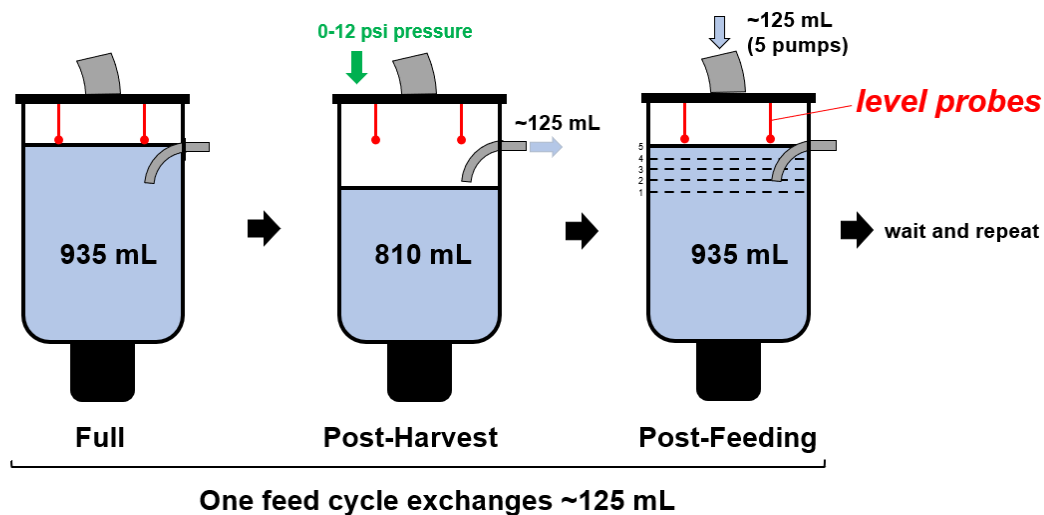 0-12 psi pressure
~125 mL
(5 pumps)
level probes
~125 mL
5
4
3
2
1
935 mL
810 mL
935 mL
wait and repeat
Full
Post-Harvest
Post-Feeding
One feed cycle exchanges ~125 mL